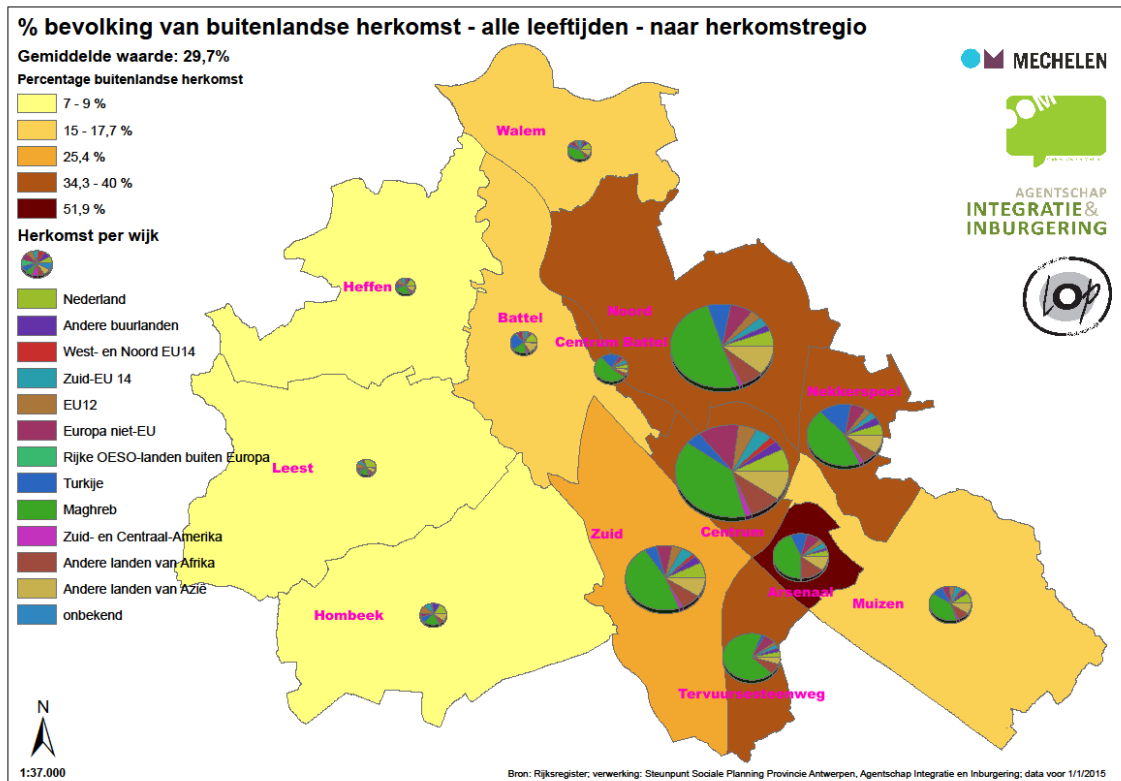 % bevolking van buitenlandse herkomst - alle leeftijden - naar herkomstregio
Gemiddelde waarde: 29,7%
Percentage buitenlandse herkomst
7 - 9 %
15 - 17,7 %
25,4 %
34,3 - 40 %
51,9 %
Herkomst per wijk
Nederland
Andere buurlanden
West- en Noord EU14
Zuid-EU 14
EU12
Europa niet-EU
Rijke OESO-landen buiten Europa
Turkije
Maghreb
Zuid- en Centraal-Amerika
Andere landen van Afrika
Andere landen van Azië
onbekend
N
1:37.000
Walem
Heffen
Battel
Noord
Centrum Battel
Nekkerspoel
Leest
Zuid
Centrum
Arsenaal
Muizen
Hombeek
Tervuursesteenweg
MECHELEN
AGENTSCHAP
INTEGRATIE&
INBURGERING
lop
Bron: Rijksregister; verwerking: Steunpunt Sociale Planning Provincie Antwerpen, Agentschap Integratie en Inburgering; data voor 1/1/2015